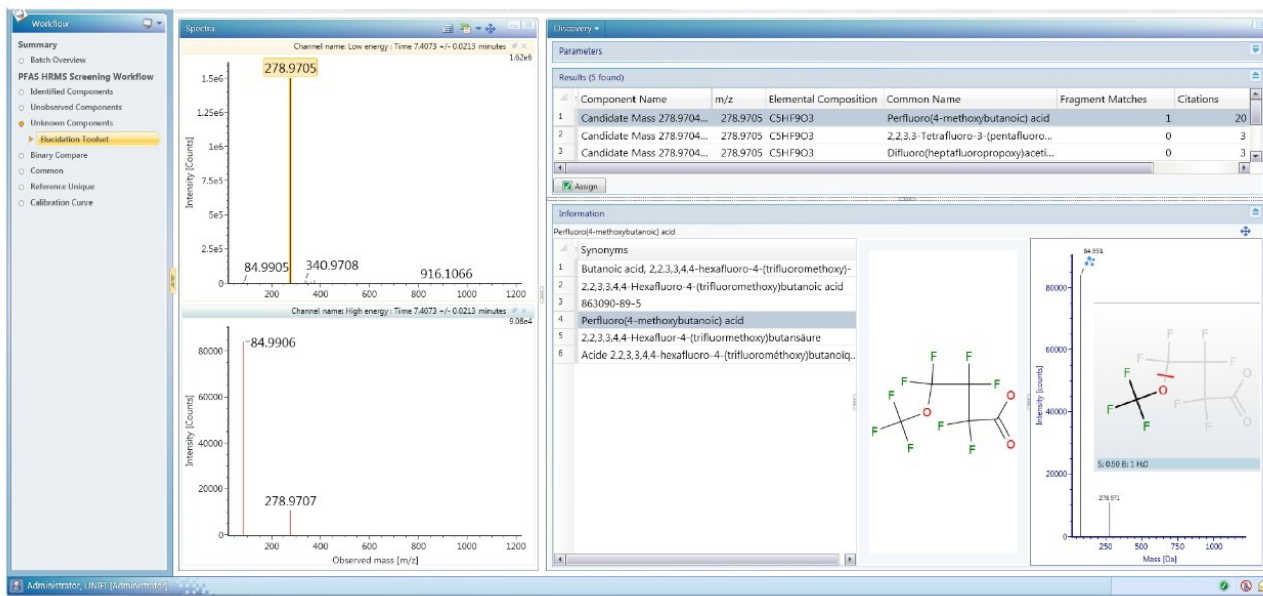 Workflow
Summary
Batch Overview
PFAS HRMS Screening Workflow
Identified Components
Unobserved Components
Unknown Components
Elucidation Toolset
Binary Compare
Common
Reference Unique
Calibration Curve
Spectra
Channel name: Low energy : Time 7.4073 +/- 0.0213 minutes
1.62e6
278.9705
1.5e6
1.25e6
1e6
7.5e5
5e5
2.5e5
0
Intensity [Counts]
84.9905
340.9708
916.1066
200 400 600 800 1000 1200
Channel name: High energy : Time 7.4073 +/- 0.0213 minutes
9.08e4
84.9906
80000
60000
40000
20000
0
Intensity [Counts]
278.9707
200 400 600 800 1000 1200
Observed mass [m/z]
Discovery
Parameters
Results (5 found)
Component Name m/z Elemental Composition Common Name Fragment Matches Citations
1 Candidate Mass 278.9704... 278.9705 C5HF9O3 Perfluoro(4-methoxybutanoic) acid 1 20
2 Candidate Mass 278.9704... 278.9705 C5HF9O3 2,2,3,3-Tetrafluoro-3-(pentafluoro... 0 3
3 Candidate Mass 278.9704... 278.9705 C5HF9O3 Difluoro(heptafluoropropoxy)aceti... 0 3
Assign
Information
Perfluoro(4-methoxybutanoic) acid
Synonyms
1 Butanoic acid, 2,2,3,3,4,4-hexafluoro-4-(trifluoromethoxy)-
2 2,2,3,3,4,4-Hexafluoro-4-(trifluoromethoxy)butanoic acid
3 863090-89-5
4 Perfluoro(4-methoxybutanoic) acid
5 2,2,3,3,4,4-Hexafluor-4-(trifluormethoxy)butansäure
6 Acide 2,2,3,3,4,4-hexafluoro-4-(trifluorométhoxy)butanoïq...
F F
F F
F O O
F F O
F F
84.991
80000
60000
40000
20000
0
Intensity [counts]
F F
F F
F O O
F F O
F F
S: 0.50 B: 1 H:0
278.971
250 500 750 1000
Mass [Da]
Administrator, UNIFI [Administrator]